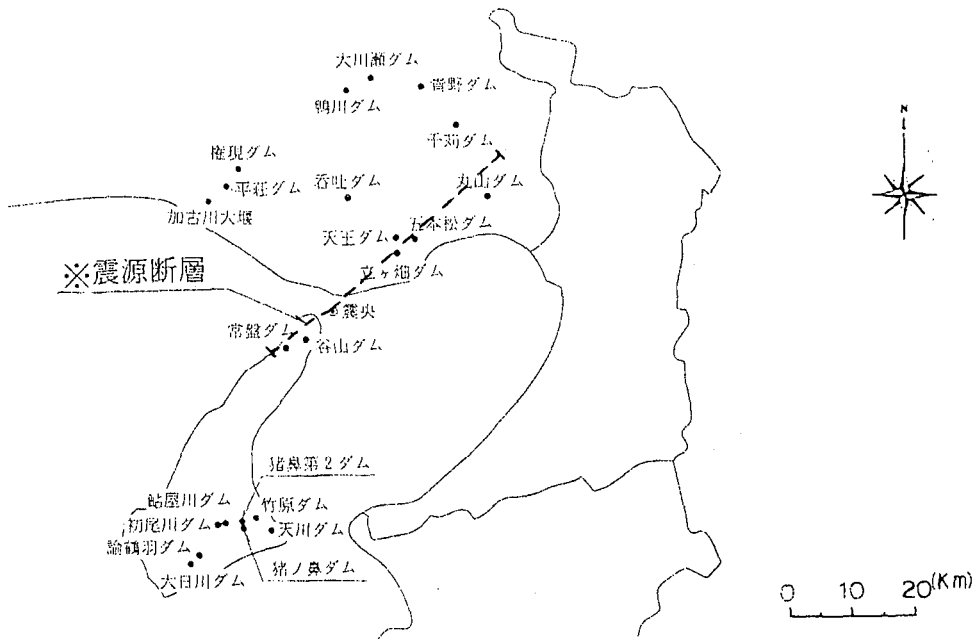 N
大川瀬ダム
青野ダム
鴨川ダム
千苅ダム
権現ダム
平荘ダム
呑吐ダム
丸山ダム
加古川大堰
天王ダム
五本松ダム
立ヶ畑ダム
※震源断層
震央
常盤ダム
谷山ダム
猪鼻第2ダム
鮎屋川ダム
竹原ダム
初尾川ダム
天川ダム
諭鶴羽ダム
大日川ダム
猪ノ鼻ダム
0 10 20(Km)